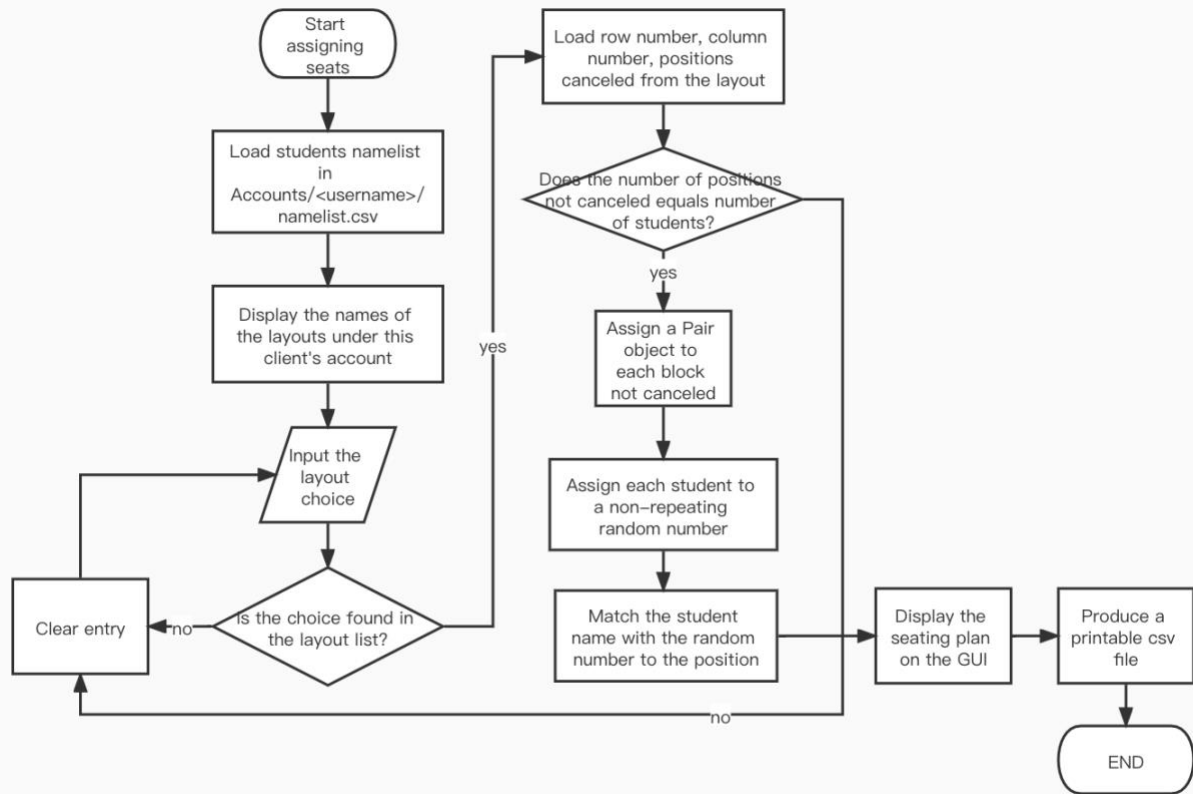 Start
assigning
seats
Load students namelist
in
Accounts/<username>/
namelist.csv
Display the names of
the layouts under this
client's account
Input the
layout
choice
Is the choice found in
the layout list?
no
Clear entry
yes
Load row number, column
number, positions
canceled from the layout
Does the number of positions
not canceled equals number
of students?
yes
Assign a Pair
object to
each block
not canceled
Assign each student to
a non-repeating
random number
Match the student
name with the random
number to the position
no
Display the
seating plan
on the GUI
Produce a
printable csv
file
END